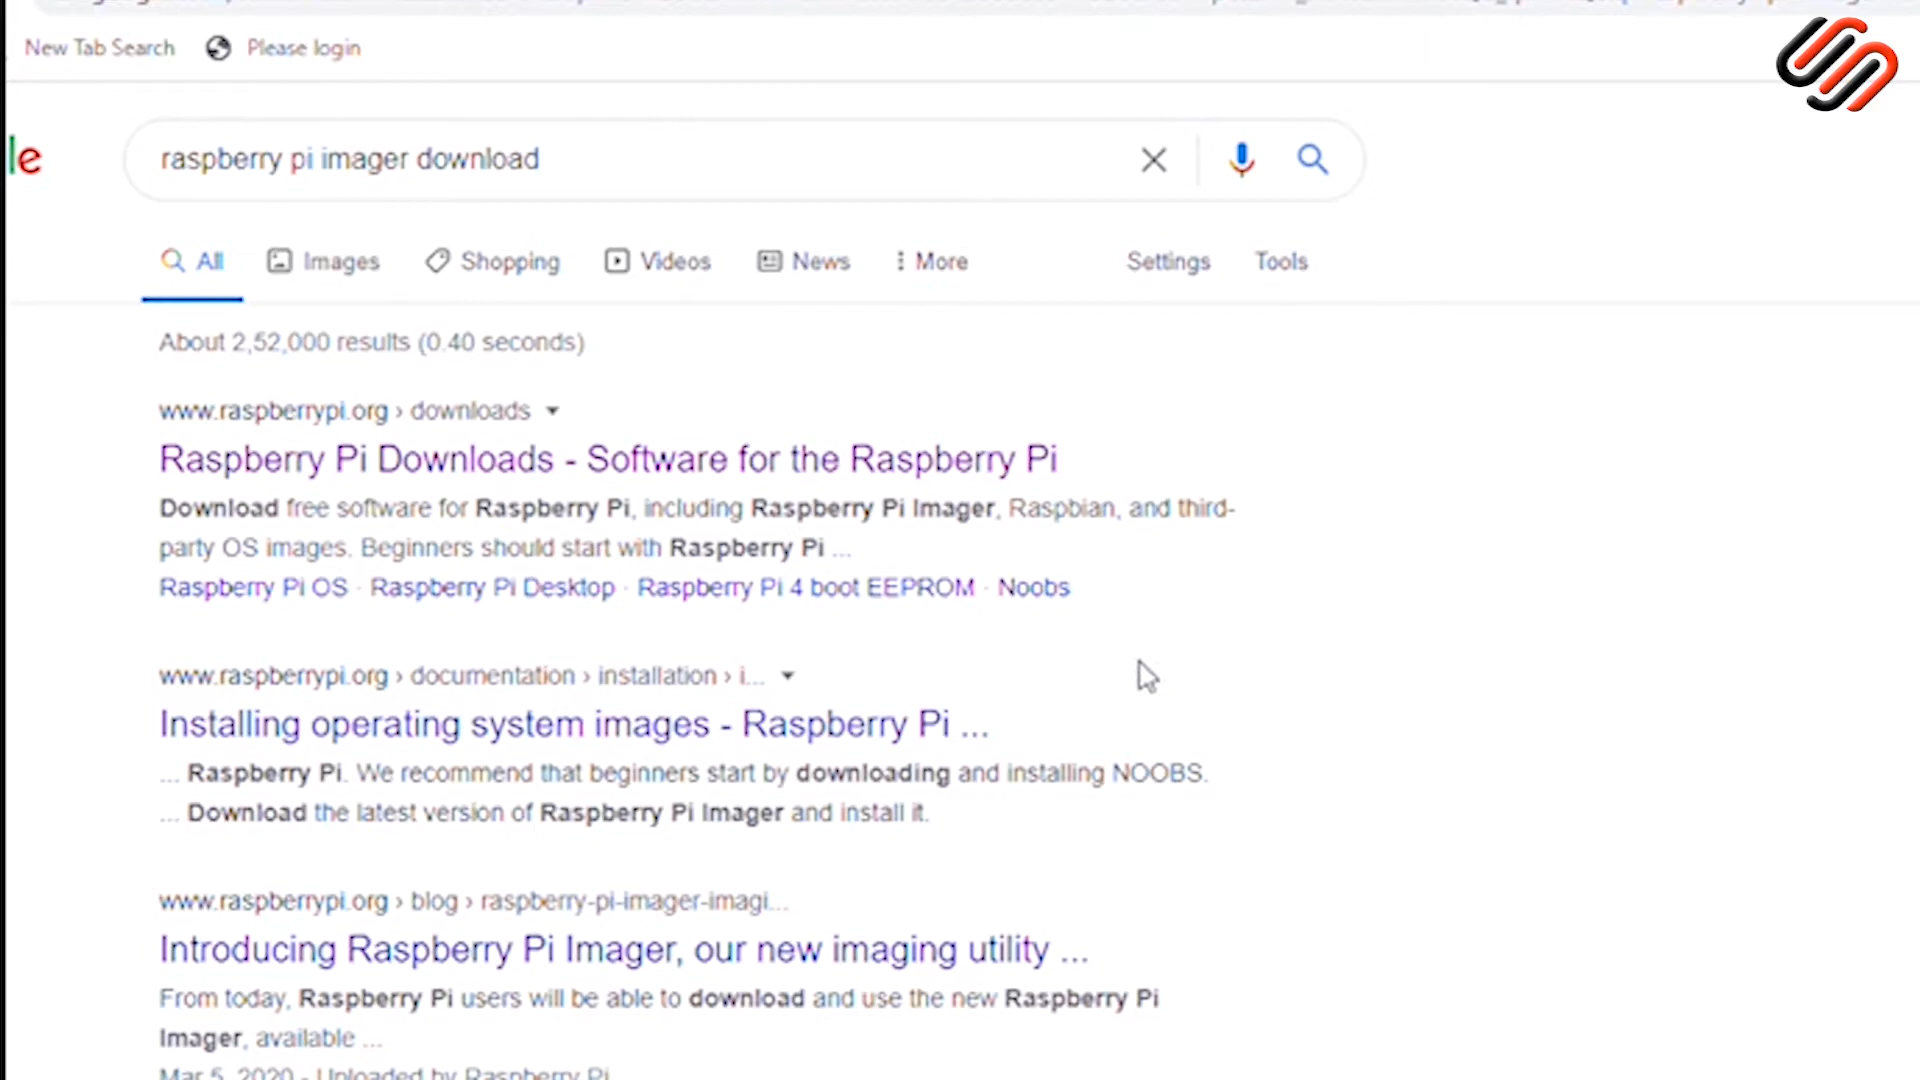 New Tab Search Please login
le raspberry pi imager download
All Images Shopping Videos News More Settings Tools
About 2,52,000 results (0.40 seconds)
www.raspberrypi.org › downloads
Raspberry Pi Downloads - Software for the Raspberry Pi
Download free software for Raspberry Pi, including Raspberry Pi Imager, Raspbian, and third-
party OS images. Beginners should start with Raspberry Pi ...
Raspberry Pi OS · Raspberry Pi Desktop · Raspberry Pi 4 boot EEPROM · Noobs
www.raspberrypi.org › documentation › installation › i...
Installing operating system images - Raspberry Pi ...
... Raspberry Pi. We recommend that beginners start by downloading and installing NOOBS.
... Download the latest version of Raspberry Pi Imager and install it.
www.raspberrypi.org › blog › raspberry-pi-imager-imagi...
Introducing Raspberry Pi Imager, our new imaging utility ...
From today, Raspberry Pi users will be able to download and use the new Raspberry Pi
Imager, available ...
Mar 5, 2020 - Uploaded by Raspberry Pi